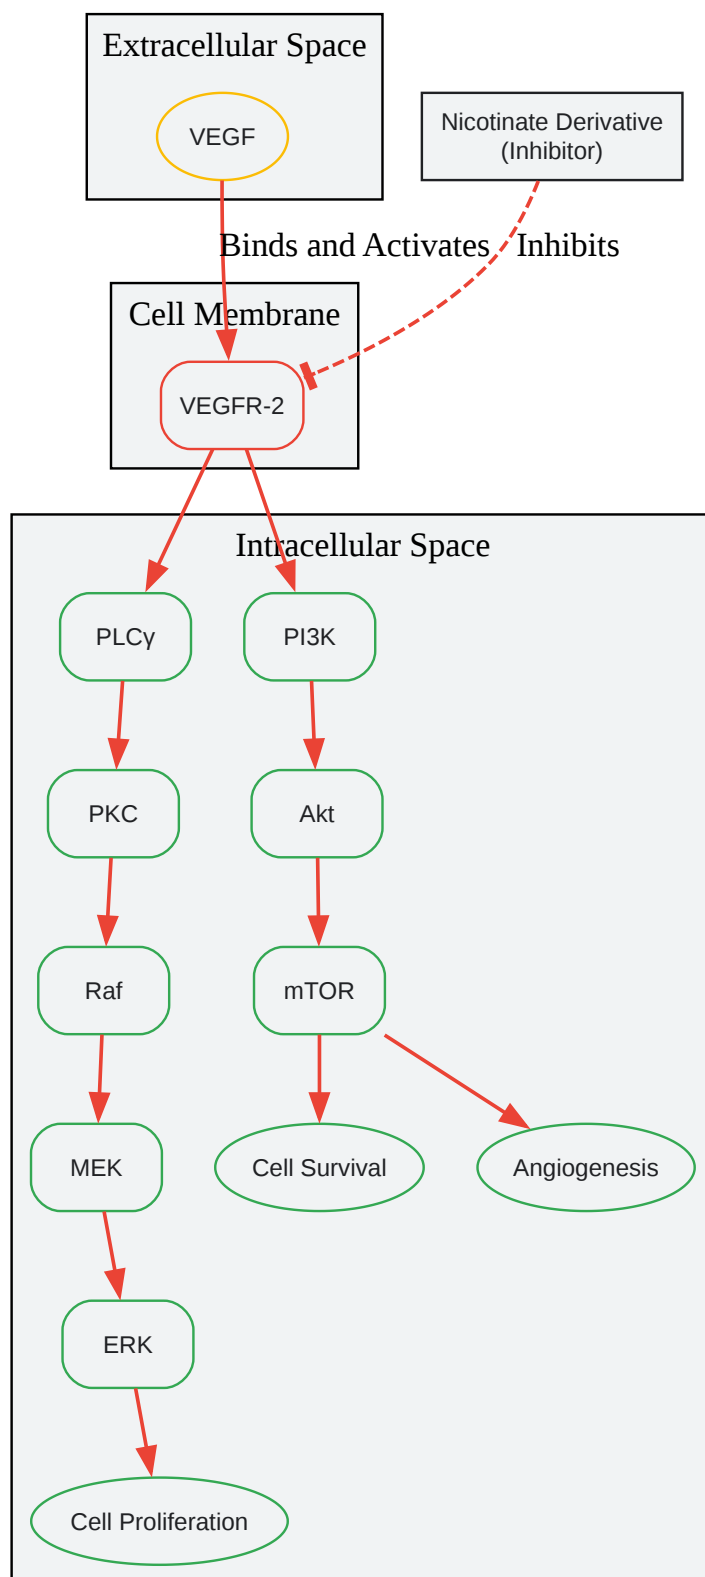 Extracellular Space
VEGF
Nicotinate Derivative
(Inhibitor)
Binds and Activates
Inhibits
Cell Membrane
VEGFR-2
Intracellular Space
PLCγ
PI3K
PKC
Akt
Raf
mTOR
MEK
Cell Survival
Angiogenesis
ERK
Cell Proliferation